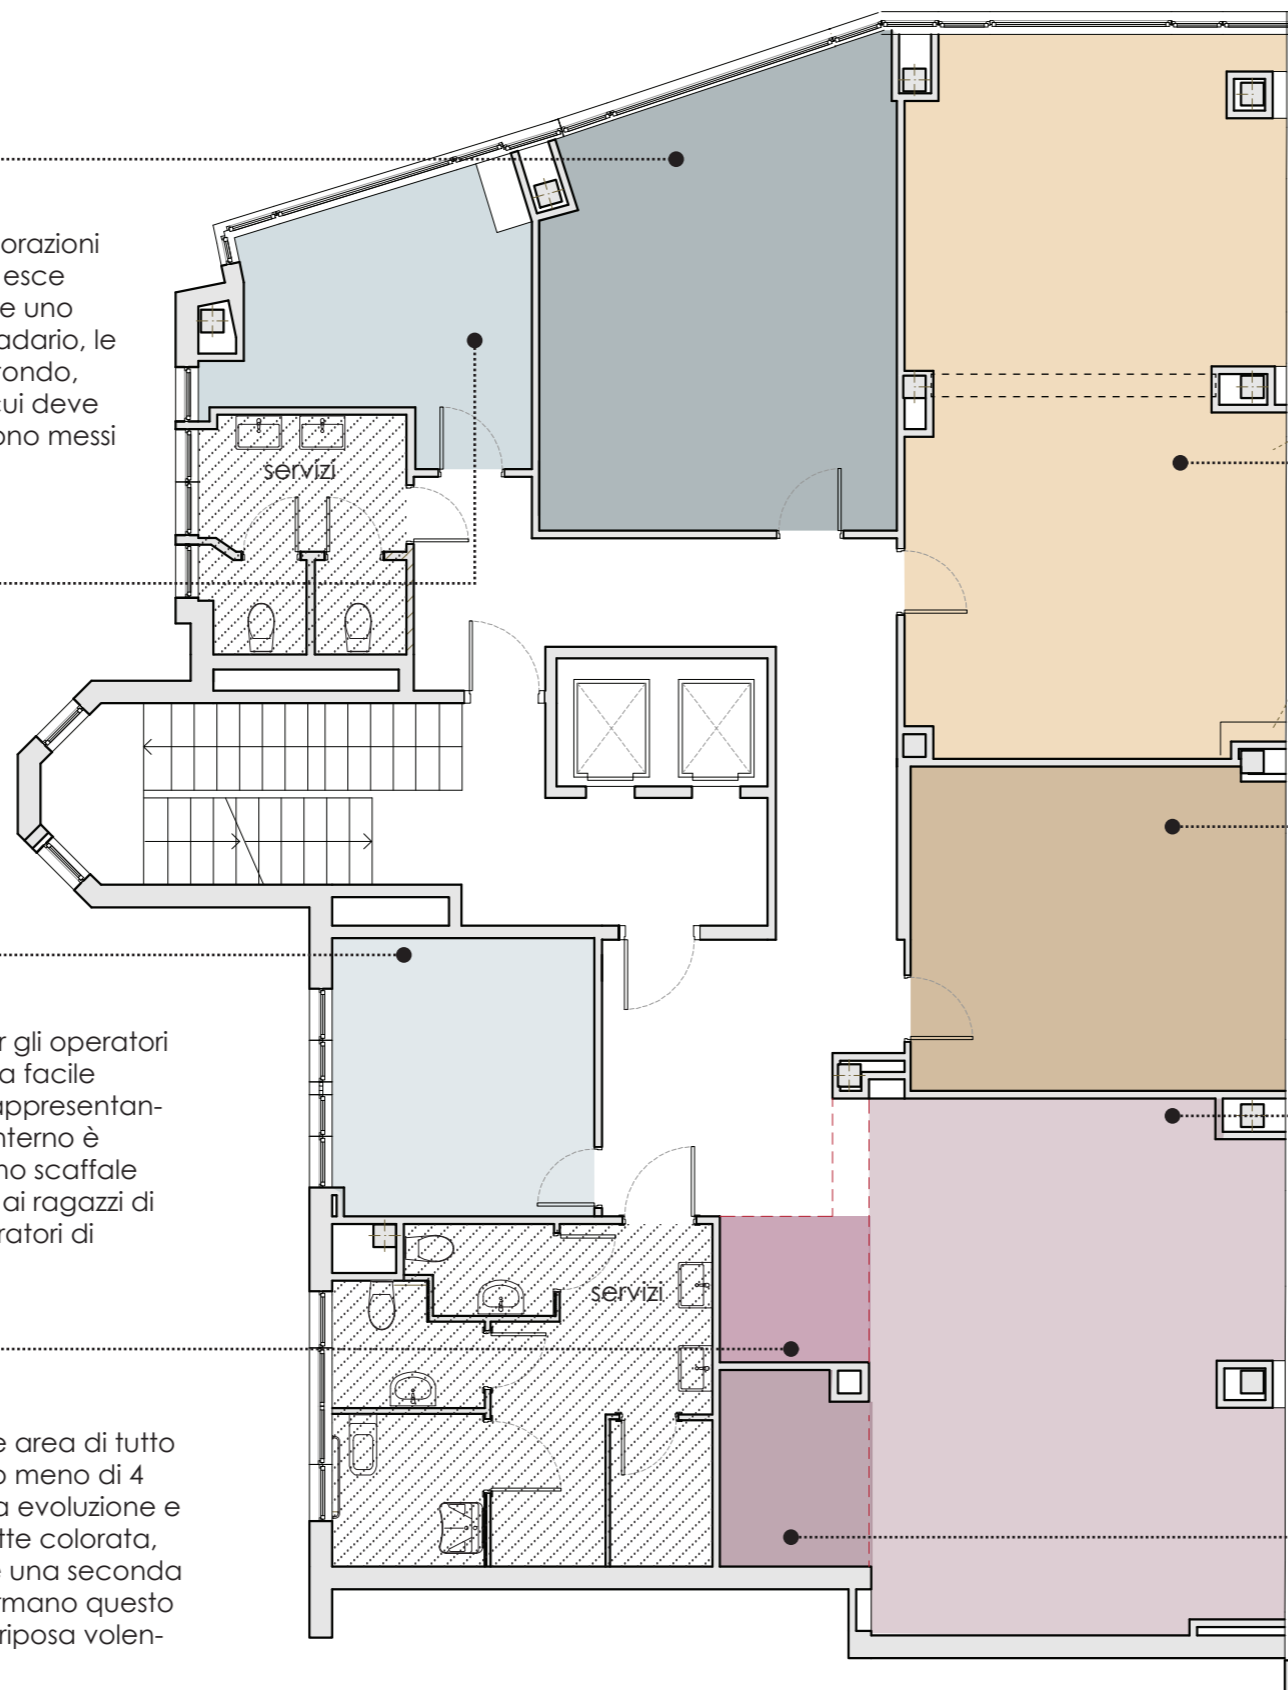 orazioni
esce
e uno
adario, le
ondo,
cui deve
ono messi
servizi
r gli operatori
a facile
appresentan-
nterno è
no scaffale
ai ragazzi di
ratori di
servizi
e area di tutto
o meno di 4
a evoluzione e
tte colorata,
e una seconda
rmano questo
riposa volen-